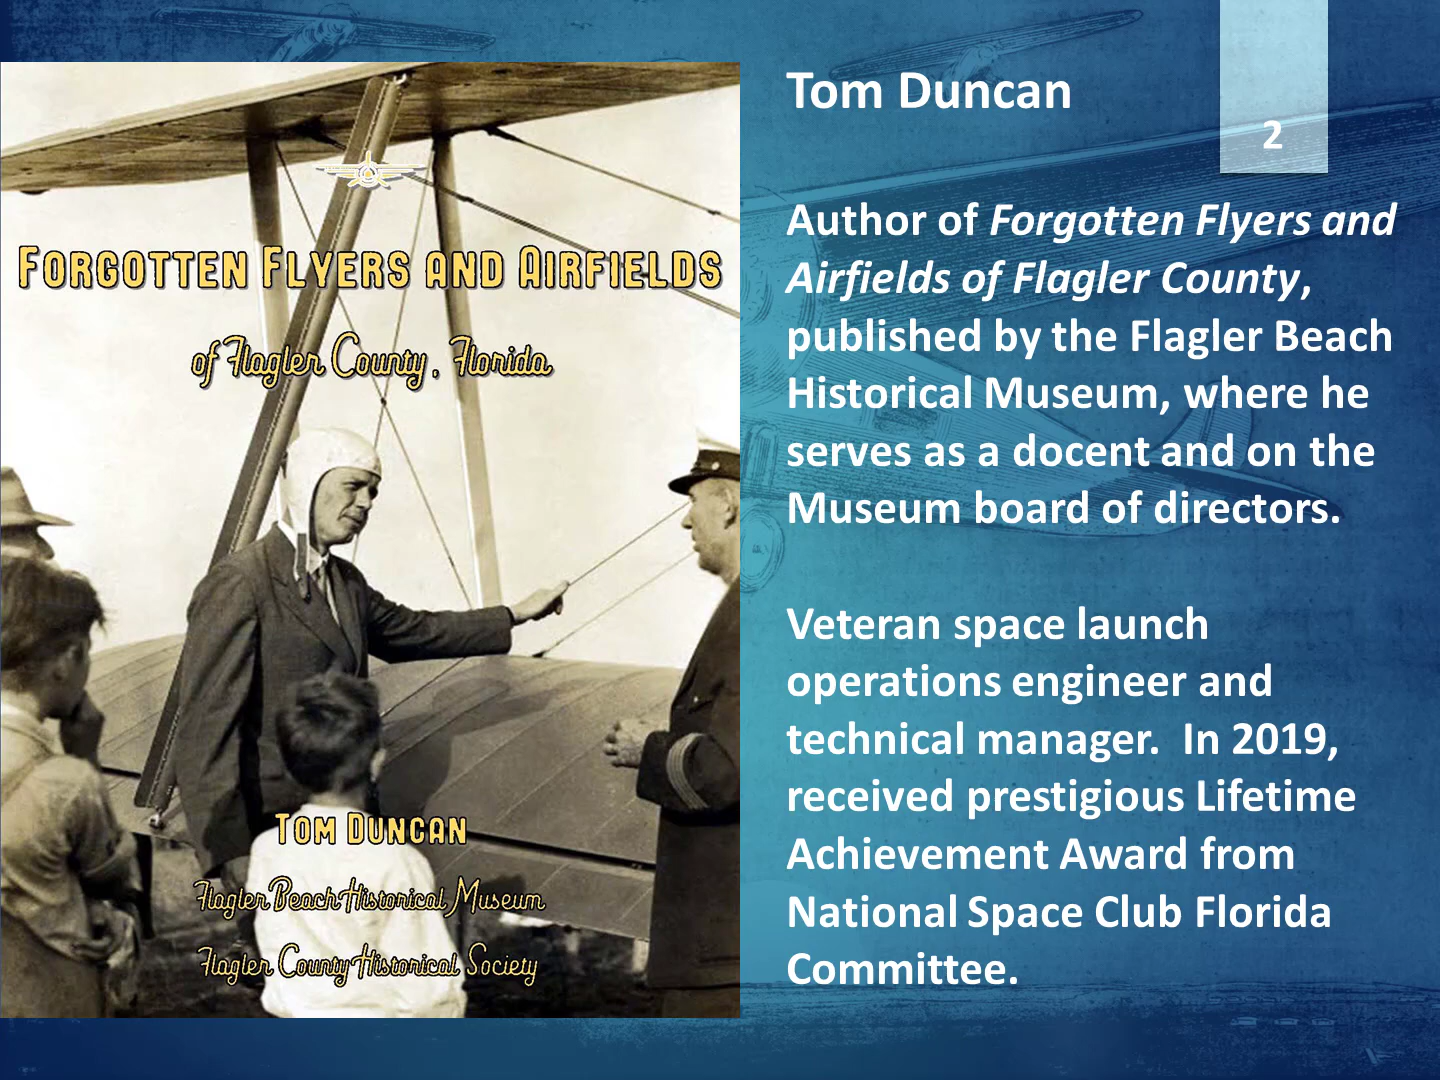 Forgotten Flyers and Airfields
of Flagler County, Florida
Tom Duncan
Flagler Beach Historical Museum
Flagler County Historical Society
Tom Duncan
2
Author of Forgotten Flyers and
Airfields of Flagler County,
published by the Flagler Beach
Historical Museum, where he
serves as a docent and on the
Museum board of directors.
Veteran space launch
operations engineer and
technical manager.  In 2019,
received prestigious Lifetime
Achievement Award from
National Space Club Florida
Committee.